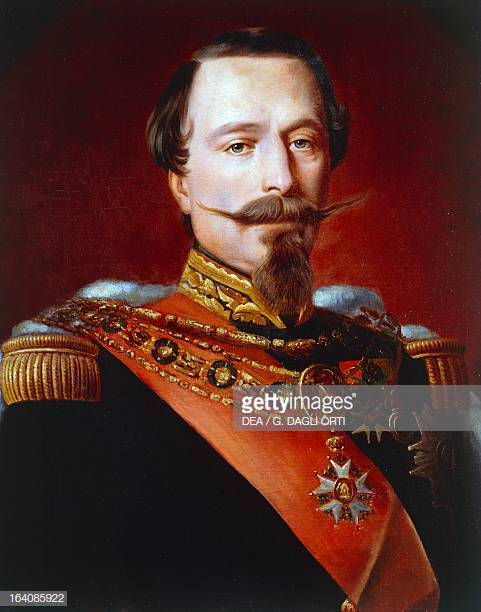 gettyimages®
DEA / G. DAGLI ORTI
164085922